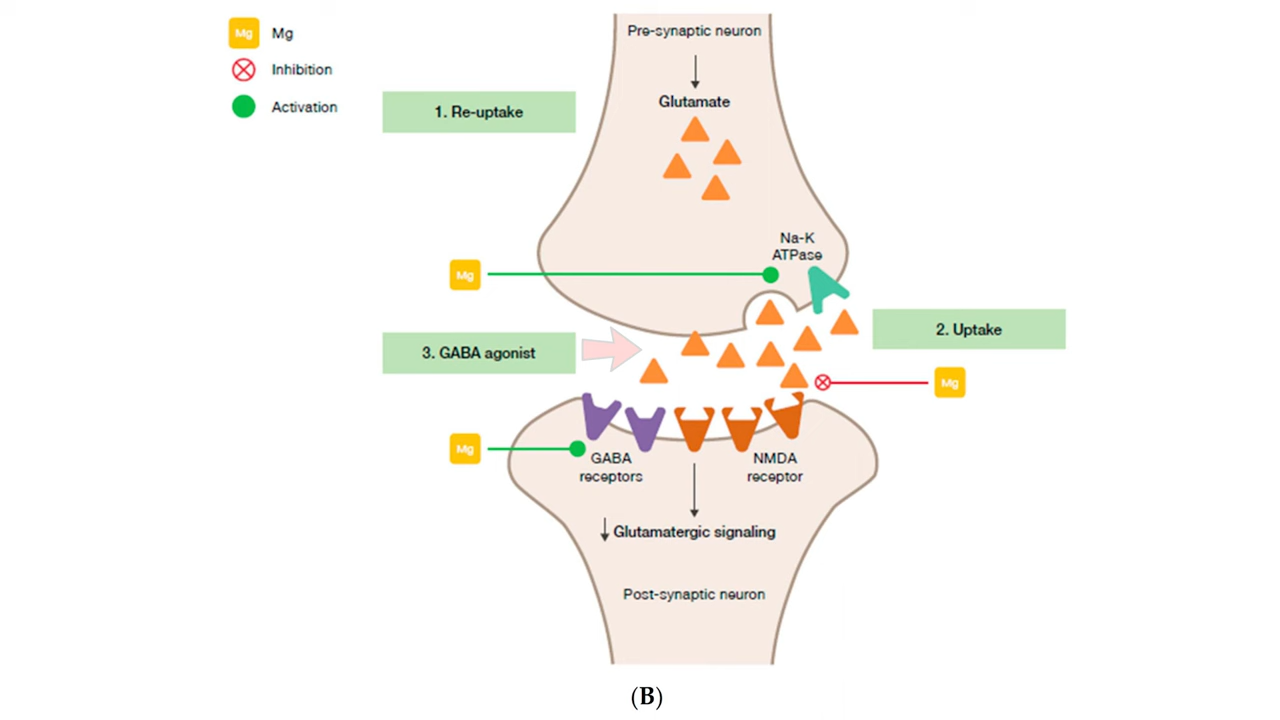 Mg Mg
Inhibition
Activation
Pre-synaptic neuron
Glutamate
1. Re-uptake
Na-K
ATPase
Mg
2. Uptake
3. GABA agonist
Mg
Mg
GABA
receptors
NMDA
receptor
Glutamatergic signaling
Post-synaptic neuron
(B)